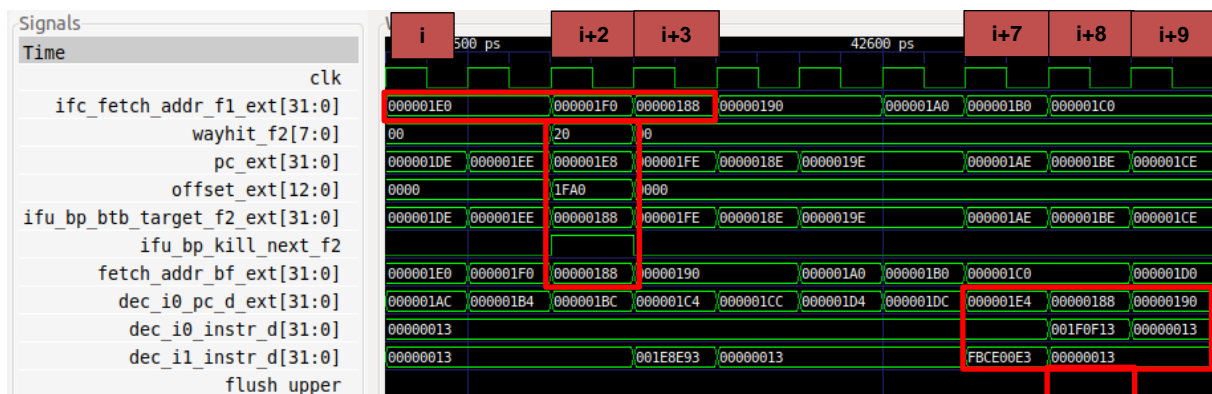 Signals
i i+2 i+3 i+7 i+8 i+9
Time 500 ps 42600 ps
clk
ifc_fetch_addr_f1_ext[31:0] 000001E0 000001F0 00000188 00000190 000001A0 000001B0 000001C0
wayhit_f2[7:0] 00 20 00
pc_ext[31:0] 000001DE 000001EE 000001E8 000001FE 0000018E 0000019E 000001AE 000001BE 000001CE
offset_ext[12:0] 0000 1FA0 0000
ifu_bp_btb_target_f2_ext[31:0] 000001DE 000001EE 00000188 000001FE 0000018E 0000019E 000001AE 000001BE 000001CE
ifu_bp_kill_next_f2
fetch_addr_bf_ext[31:0] 000001E0 000001F0 00000188 00000190 000001A0 000001B0 000001C0 000001D0
dec_i0_pc_d_ext[31:0] 000001AC 000001B4 000001BC 000001C4 000001CC 000001D4 000001DC 000001E4 00000188 00000190
dec_i0_instr_d[31:0] 00000013 001F0F13 00000013
dec_i1_instr_d[31:0] 00000013 001E8E93 00000013 FBCE00E3 00000013
flush upper